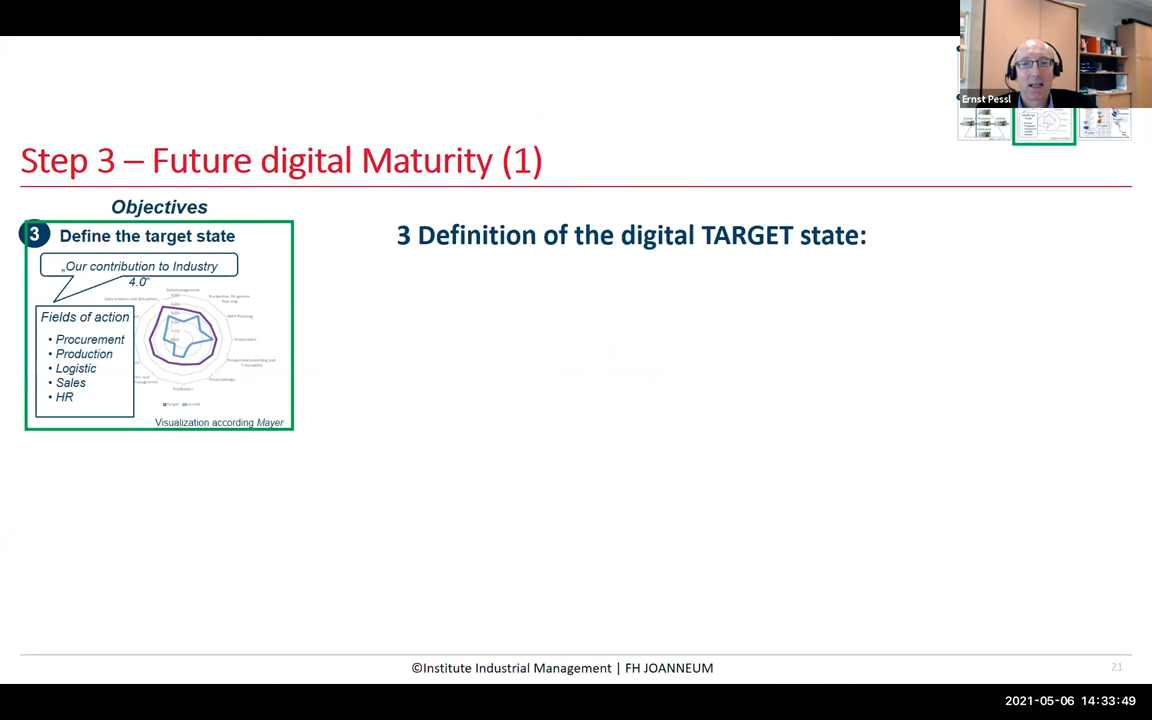 Ernst Pessl
Step 3 – Future digital Maturity (1)
Objectives
3 Define the target state
„Our contribution to Industry
4.0“
Fields of action
• Procurement
• Production
• Logistic
• Sales
• HR
Datamanagement
Visualization according Mayer
3 Definition of the digital TARGET state:
©Institute Industrial Management | FH JOANNEUM
21
2021-05-06 14:33:49